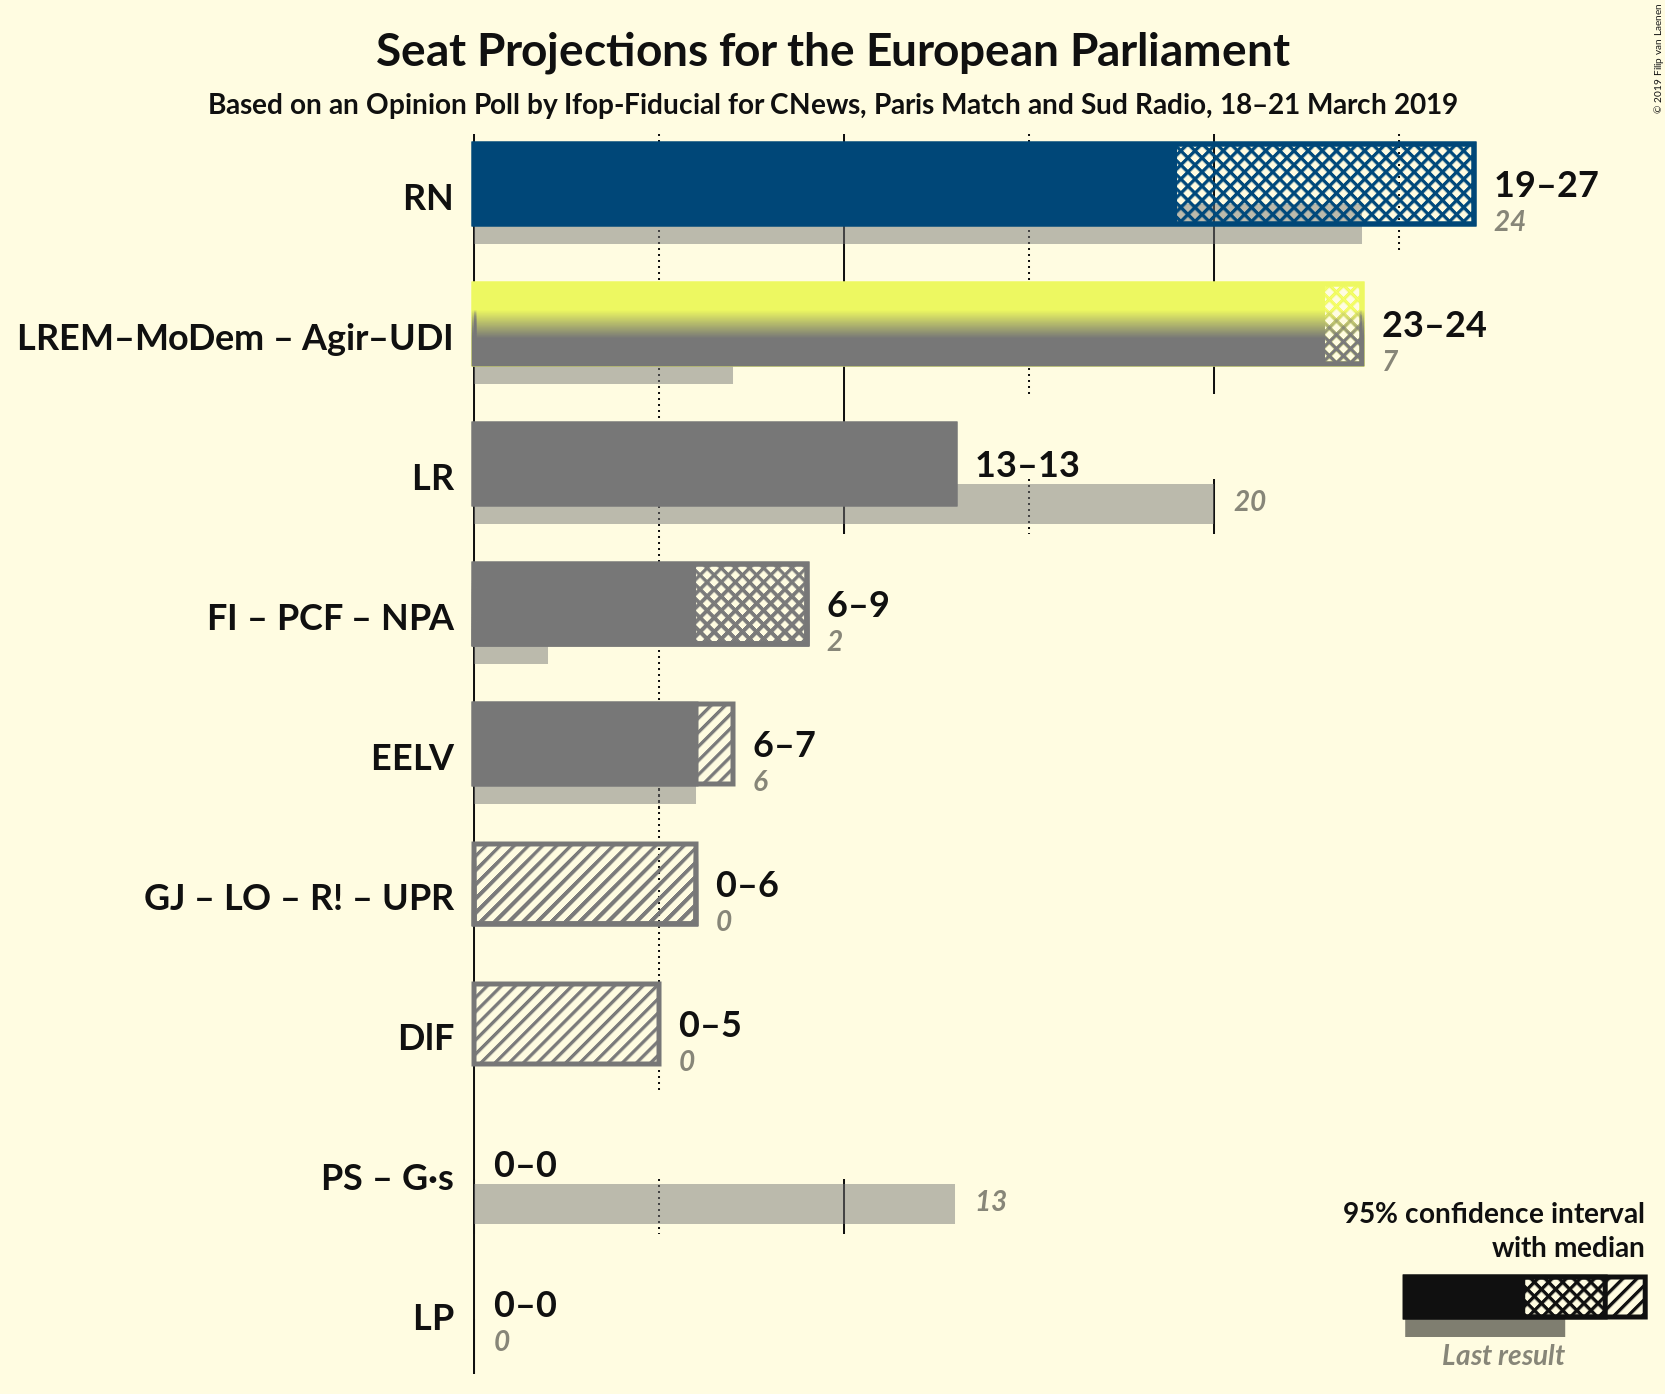 Seat Projections for the European Parliament
Based on an Opinion Poll by Ifop-Fiducial for CNews, Paris Match and Sud Radio, 18–21 March 2019
© 2019 Filip van Laenen
RN
19–27
24
LREM–MoDem – Agir–UDI
23–24
7
LR
13–13
20
FI – PCF – NPA
6–9
2
EELV
6–7
6
GJ – LO – R! – UPR
0–6
0
DlF
0–5
0
PS – G·s
0–0
13
LP
0–0
0
95% confidence interval
with median
Last result